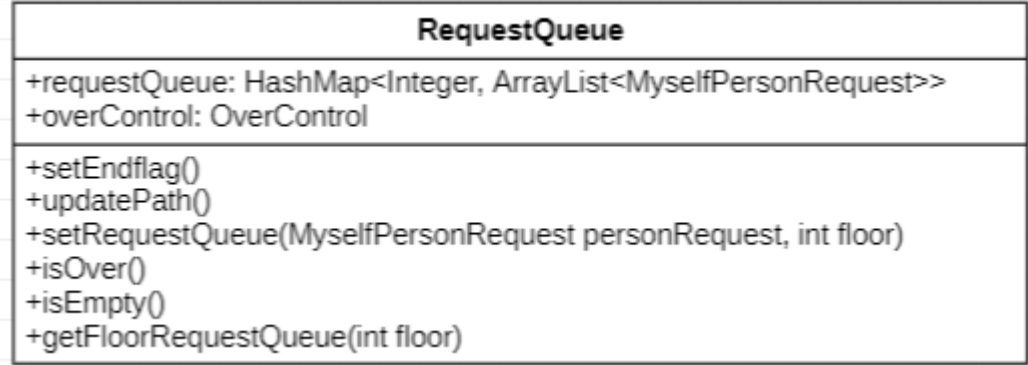 RequestQueue
+requestQueue: HashMap<Integer, ArrayList<MyselfPersonRequest>>
+overControl: OverControl
+setEndflag()
+updatePath()
+setRequestQueue(MyselfPersonRequest personRequest, int floor)
+isOver()
+isEmpty()
+getFloorRequestQueue(int floor)